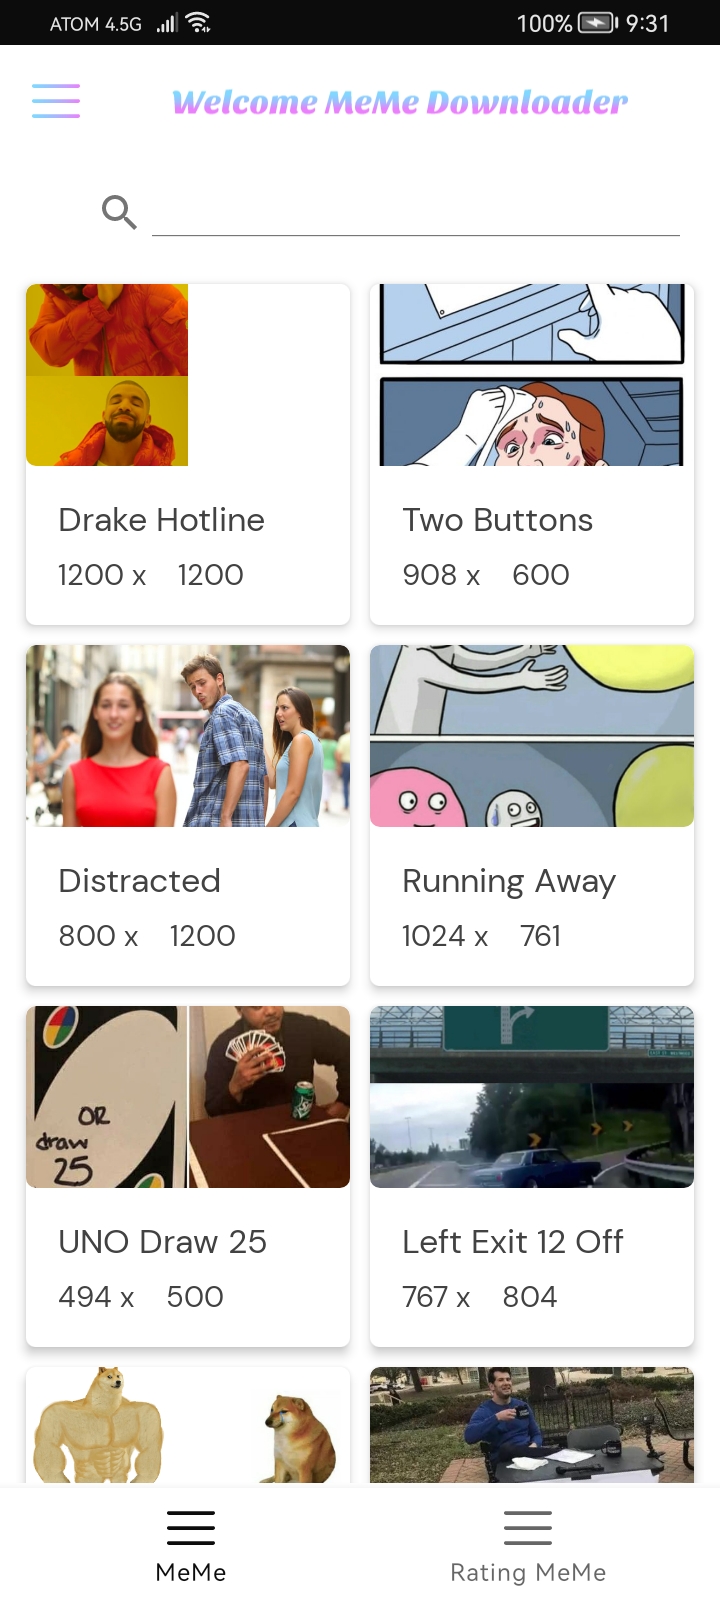 ATOM 4.5G 100% 9:31
Welcome MeMe Downloader
Drake Hotline
1200 x 1200
Two Buttons
908 x 600
Distracted
800 x 1200
Running Away
1024 x 761
OR
draw
25
UNO Draw 25
494 x 500
Left Exit 12 Off
767 x 804
MeMe
Rating MeMe